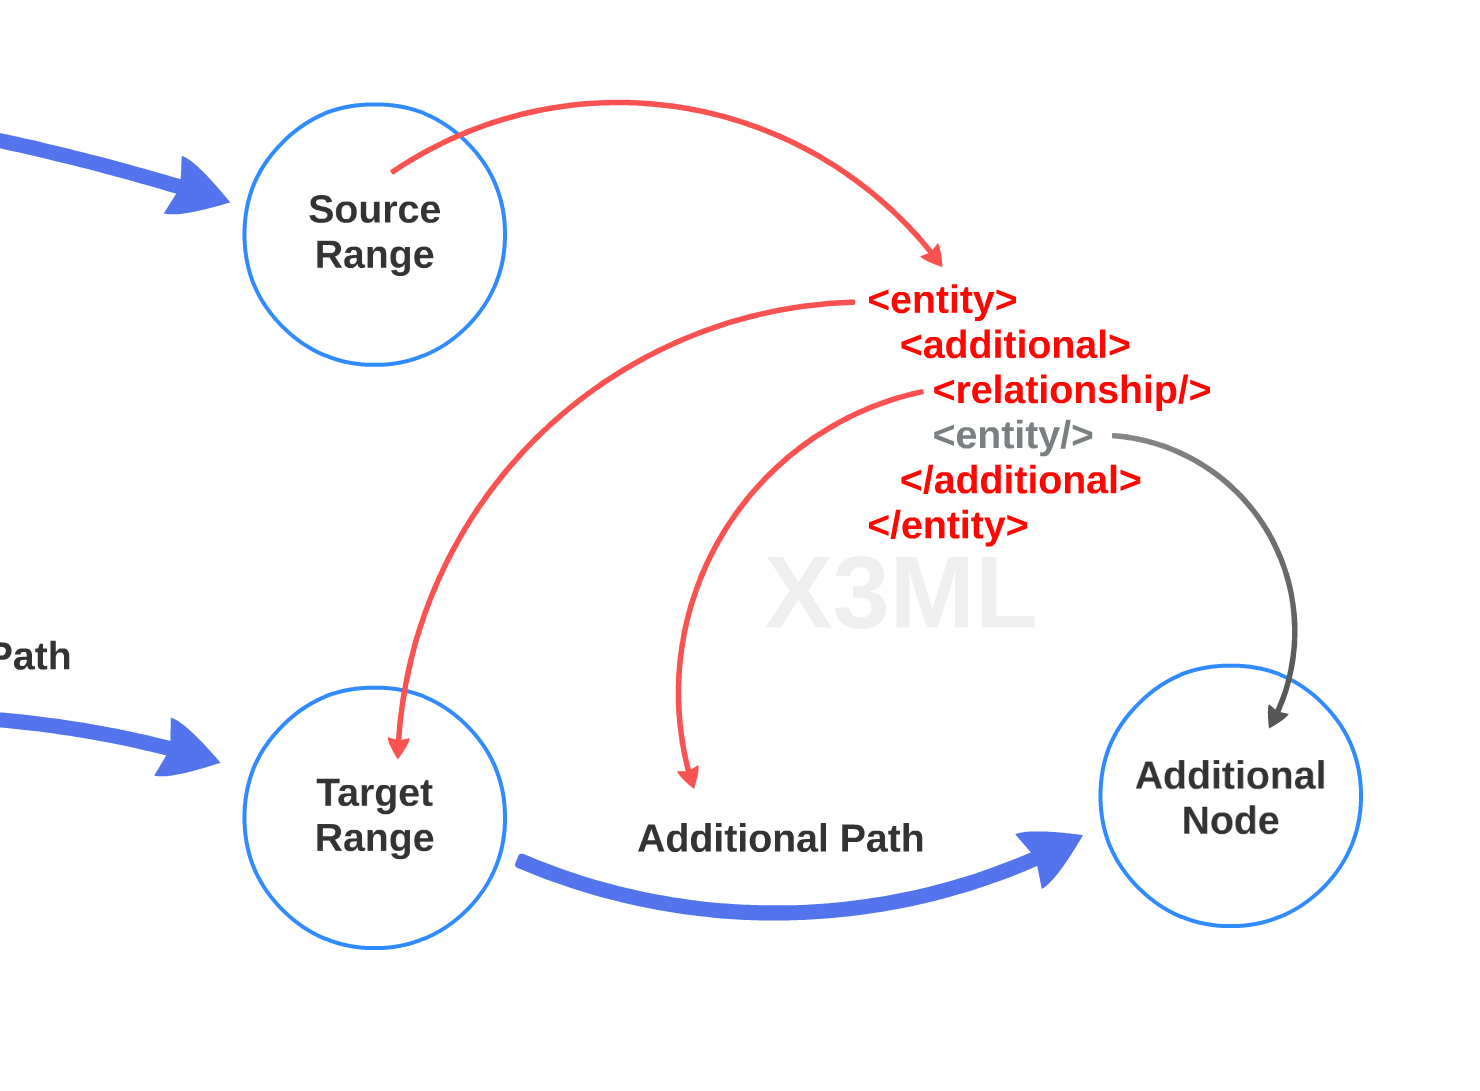 Source
Range
<entity>
<additional>
<relationship/>
<entity/>
</additional>
</entity>
X3ML
Path
Target
Range
Additional Path
Additional
Node